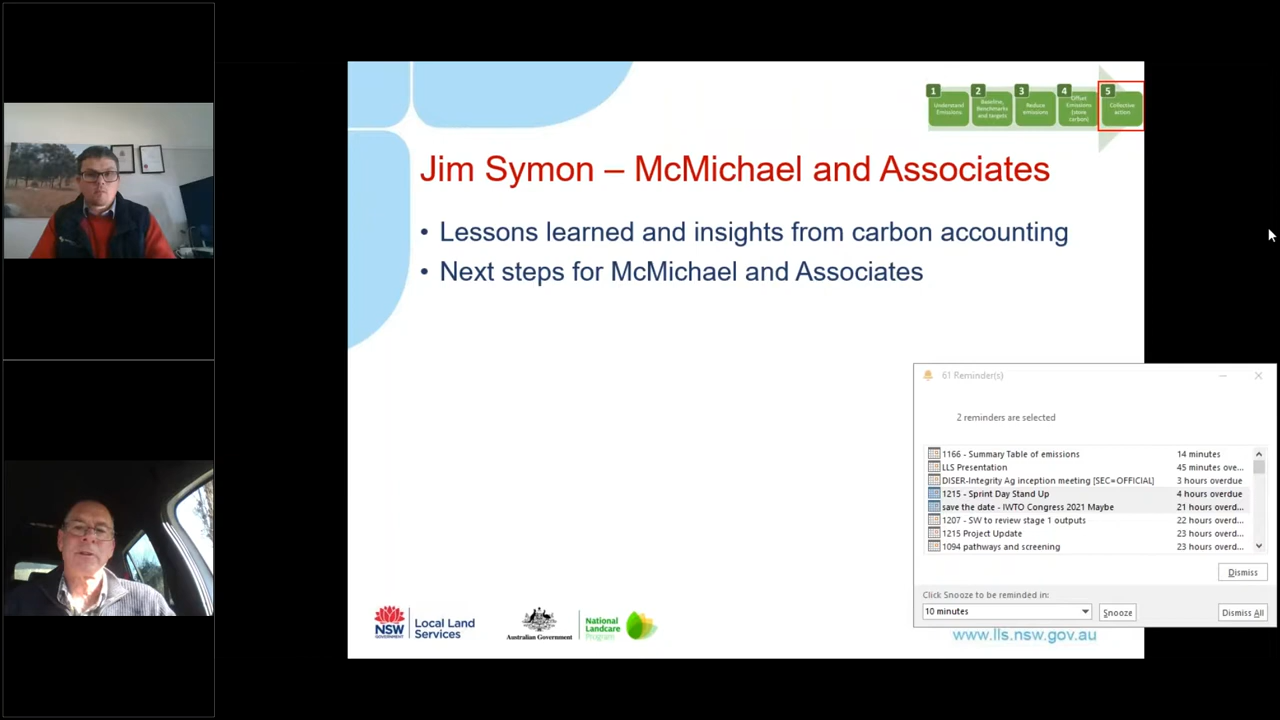 1
2
3
4
5
Understand
Emissions
Baseline,
Benchmarks
and targets
Reduce
emissions
Offset
Emissions
(store
carbon)
Collective
action
Jim Symon – McMichael and Associates
• Lessons learned and insights from carbon accounting
• Next steps for McMichael and Associates
61 Reminder(s)
2 reminders are selected
1166 - Summary Table of emissions 14 minutes
LLS Presentation 45 minutes ove...
DISER-Integrity Ag inception meeting [SEC=OFFICIAL] 3 hours overdue
1215 - Sprint Day Stand Up 4 hours overdue
save the date - IWTO Congress 2021 Maybe 21 hours overd...
1207 - SW to review stage 1 outputs 22 hours overd...
1215 Project Update 23 hours overd...
1094 pathways and screening 23 hours overd...
Dismiss
Click Snooze to be reminded in:
10 minutes
Snooze
Dismiss All
NSW
GOVERNMENT
Local Land
Services
Australian Government
National
Landcare
Program
www.lls.nsw.gov.au